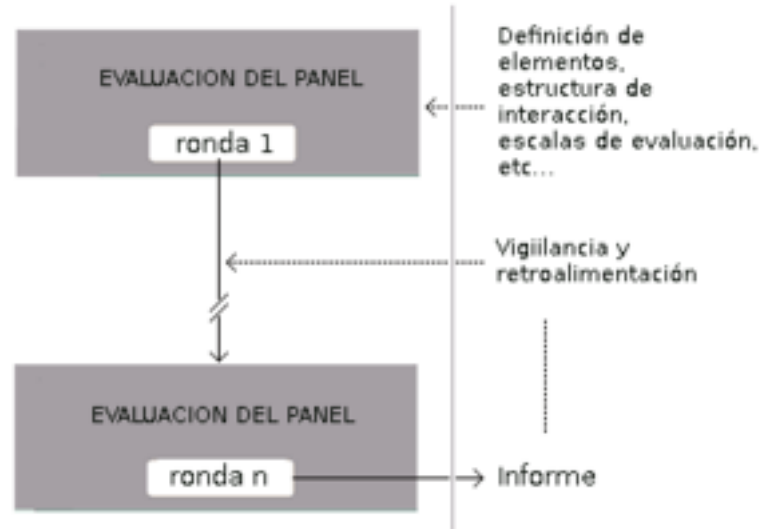 EVALUACION DEL PANEL
ronda 1
Definición de
elementos,
estructura de
interacción,
escalas de evaluación,
etc...
Vigiilancia y
retroalimentación
EVALUACION DEL PANEL
ronda n
Informe